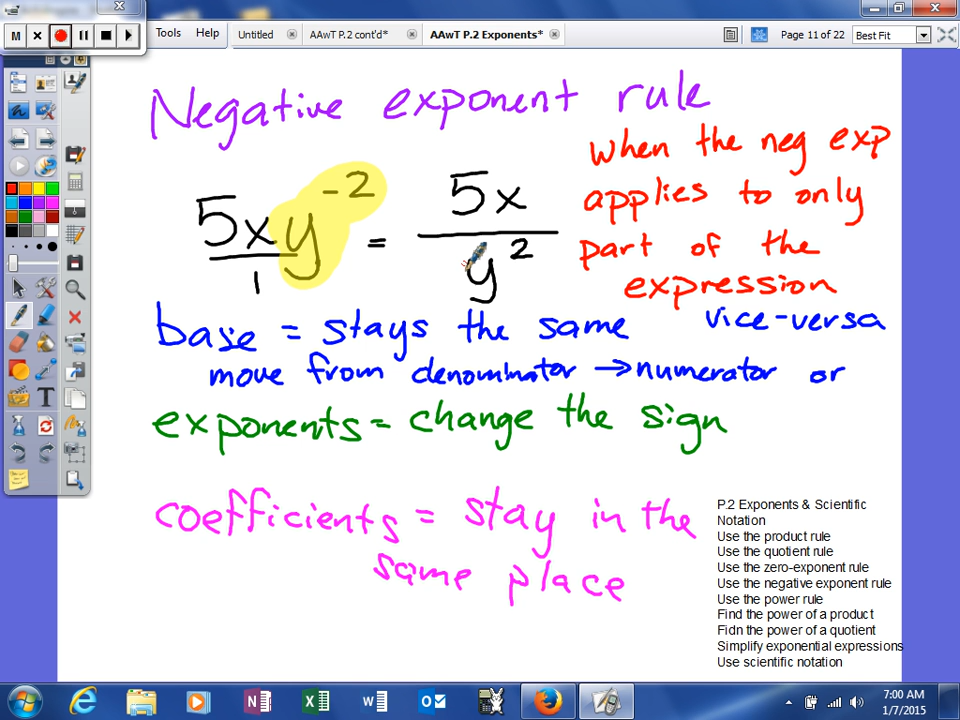 M
Tools Help Untitled AAwT P.2 cont'd* AAwT P.2 Exponents* Page 11 of 22 Best Fit
Negative exponent rule
5xy^-2 / 1 = 5x / y^2
when the neg exp
applies to only
part of the
expression
base = stays the same
move from denominator → numerator or
vice-versa
exponents = change the sign
coefficients = stay in the
same place
P.2 Exponents & Scientific
Notation
Use the product rule
Use the quotient rule
Use the zero-exponent rule
Use the negative exponent rule
Use the power rule
Find the power of a product
Fidn the power of a quotient
Simplify exponential expressions
Use scientific notation
7:00 AM
1/7/2015